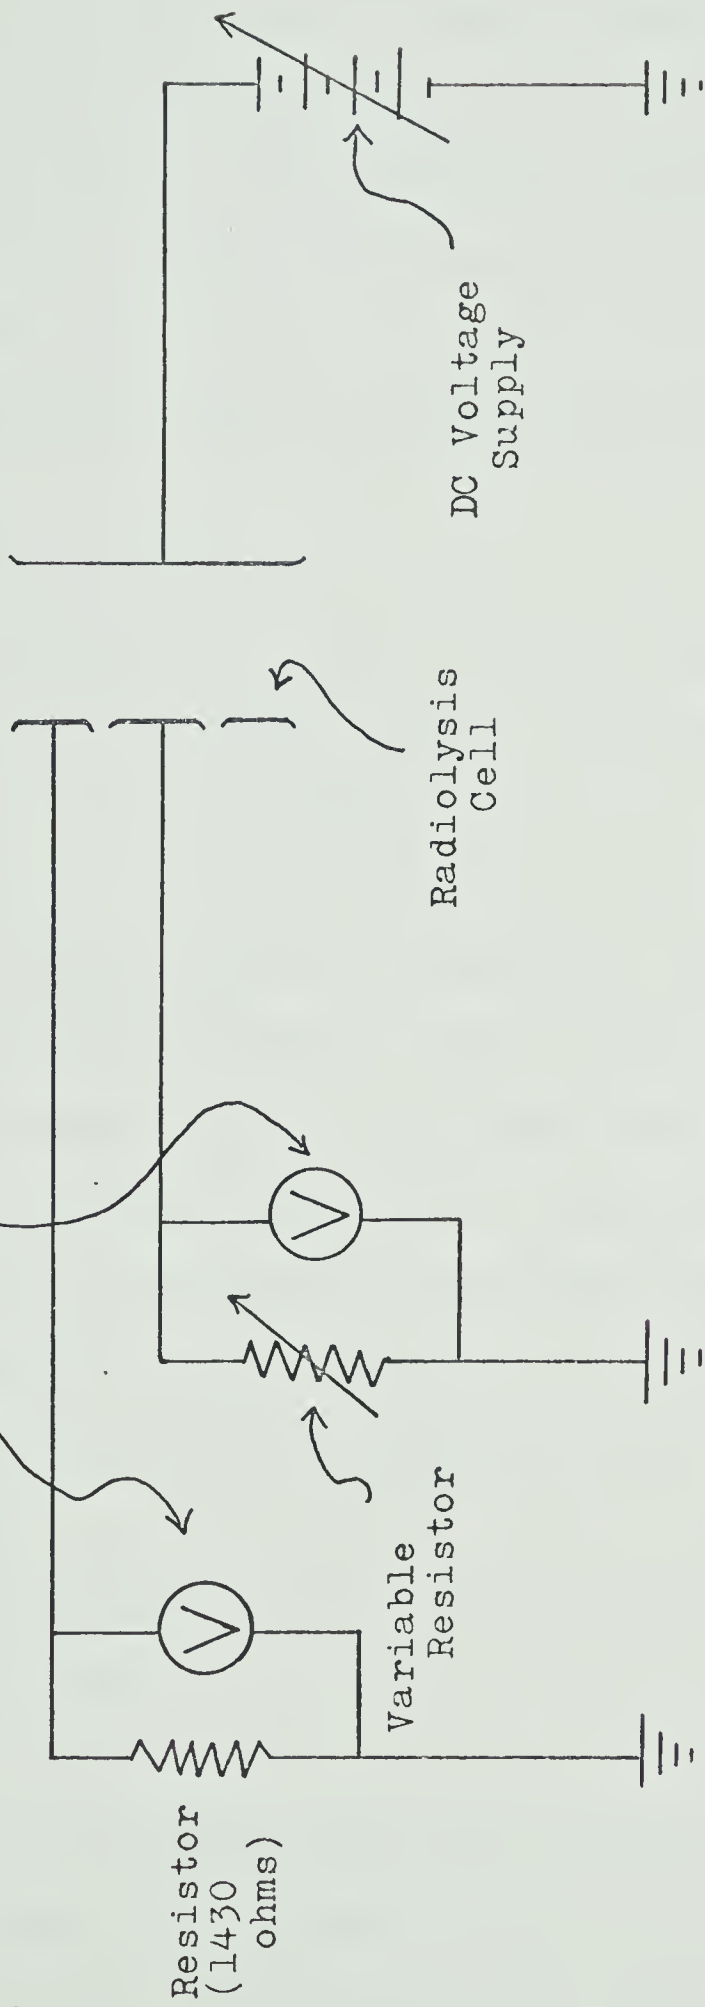 Resistor
(1430
ohms)
V
Variable
Resistor
V
Radiolysis
Cell
DC Voltage
Supply